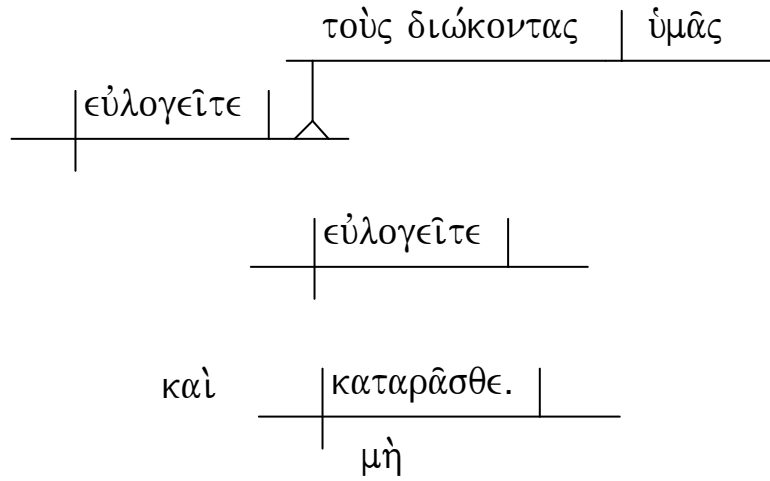 τοὺς διώκοντας ὑμᾶς
εὐλογεῖτε
εὐλογεῖτε
καὶ καταρᾶσθε.
μὴ